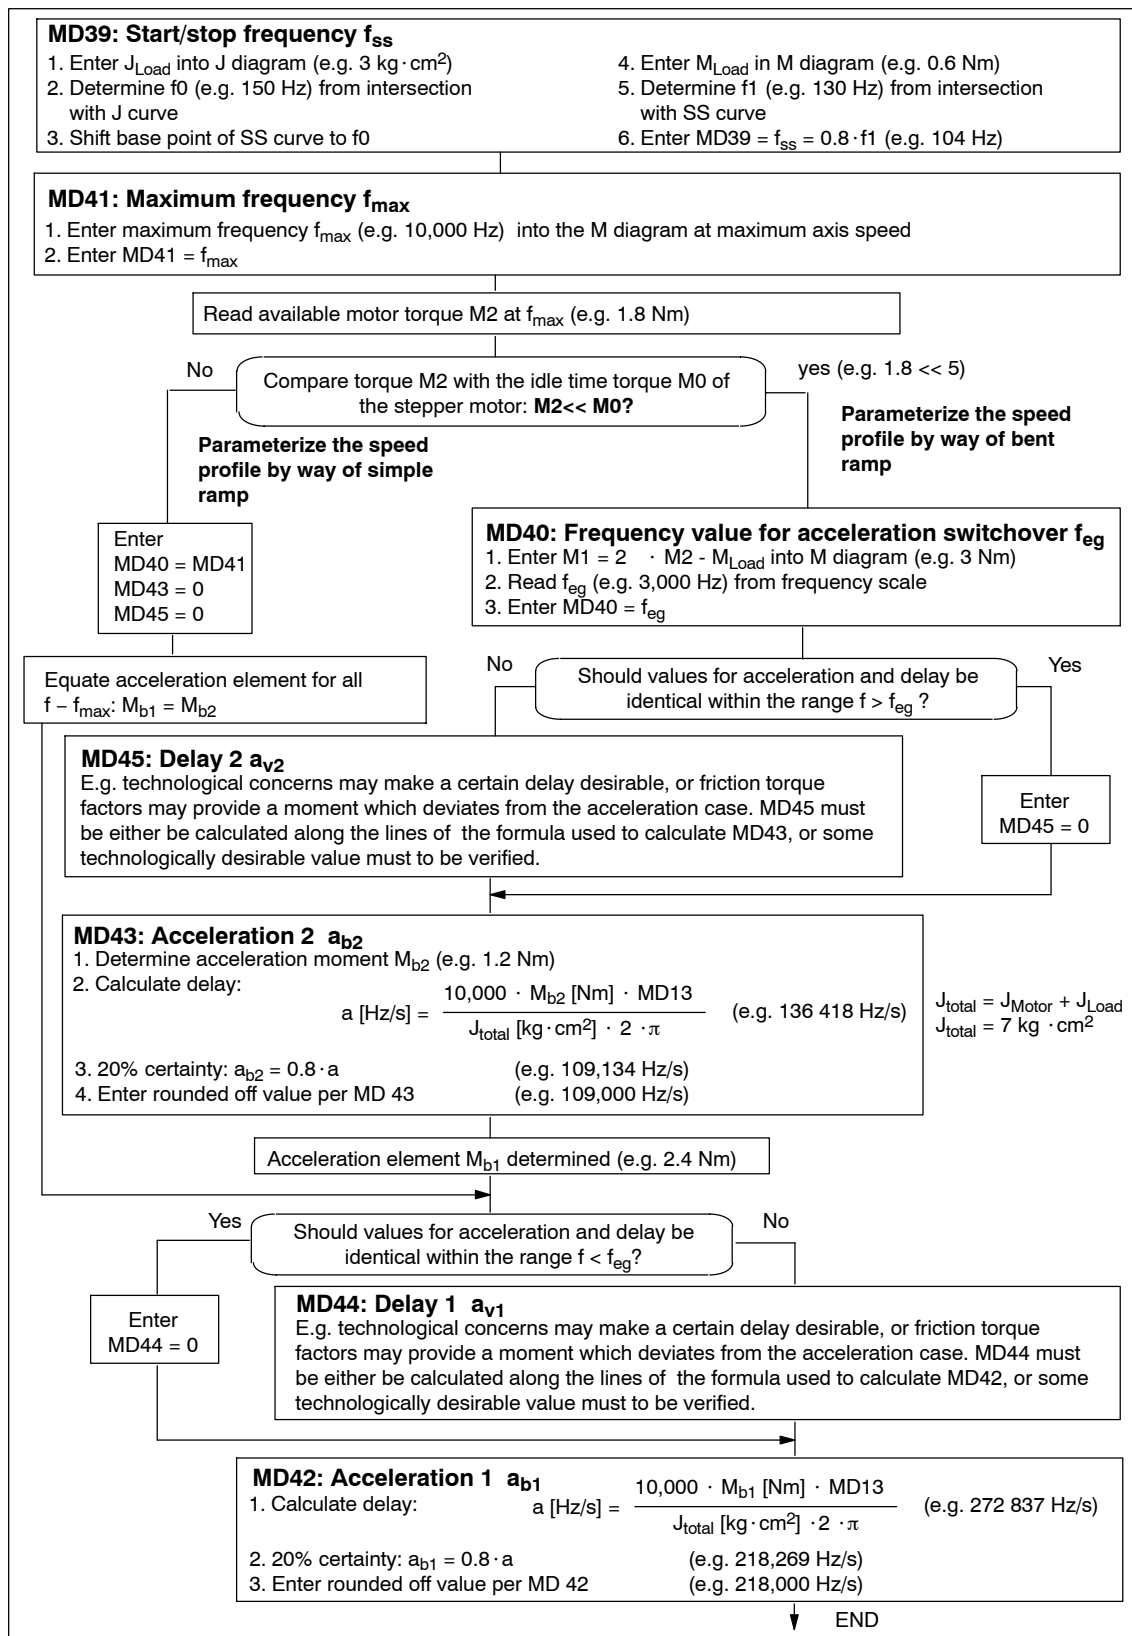 MD39: Start/stop frequency fss
1. Enter JLoad into J diagram (e.g. 3 kg·cm²)
2. Determine f0 (e.g. 150 Hz) from intersection
with J curve
3. Shift base point of SS curve to f0
4. Enter MLoad in M diagram (e.g. 0.6 Nm)
5. Determine f1 (e.g. 130 Hz) from intersection
with SS curve
6. Enter MD39 = fss = 0.8·f1 (e.g. 104 Hz)
MD41: Maximum frequency fmax
1. Enter maximum frequency fmax (e.g. 10,000 Hz) into the M diagram at maximum axis speed
2. Enter MD41 = fmax
Read available motor torque M2 at fmax (e.g. 1.8 Nm)
No
Compare torque M2 with the idle time torque M0 of
the stepper motor: M2<< M0?
yes (e.g. 1.8 << 5)
Parameterize the speed
profile by way of simple
ramp
Parameterize the speed
profile by way of bent
ramp
Enter
MD40 = MD41
MD43 = 0
MD45 = 0
MD40: Frequency value for acceleration switchover feg
1. Enter M1 = 2 · M2 - MLoad into M diagram (e.g. 3 Nm)
2. Read feg (e.g. 3,000 Hz) from frequency scale
3. Enter MD40 = feg
Equate acceleration element for all
f – fmax: Mb1 = Mb2
No
Should values for acceleration and delay be
identical within the range f > feg ?
Yes
MD45: Delay 2 av2
E.g. technological concerns may make a certain delay desirable, or friction torque
factors may provide a moment which deviates from the acceleration case. MD45 must
be either be calculated along the lines of the formula used to calculate MD43, or some
technologically desirable value must to be verified.
Enter
MD45 = 0
MD43: Acceleration 2 ab2
1. Determine acceleration moment Mb2 (e.g. 1.2 Nm)
2. Calculate delay:
a [Hz/s] = 10,000 · Mb2 [Nm] · MD13 (e.g. 136 418 Hz/s)
Jtotal [kg·cm²] · 2 · π
3. 20% certainty: ab2 = 0.8·a (e.g. 109,134 Hz/s)
4. Enter rounded off value per MD 43 (e.g. 109,000 Hz/s)
Jtotal = JMotor + JLoad
Jtotal = 7 kg ·cm²
Acceleration element Mb1 determined (e.g. 2.4 Nm)
Yes
Should values for acceleration and delay be
identical within the range f < feg?
No
Enter
MD44 = 0
MD44: Delay 1 av1
E.g. technological concerns may make a certain delay desirable, or friction torque
factors may provide a moment which deviates from the acceleration case. MD44 must
be either be calculated along the lines of the formula used to calculate MD42, or some
technologically desirable value must to be verified.
MD42: Acceleration 1 ab1
1. Calculate delay: a [Hz/s] = 10,000 · Mb1 [Nm] · MD13 (e.g. 272 837 Hz/s)
Jtotal [kg·cm²] ·2 ·π
2. 20% certainty: ab1 = 0.8·a (e.g. 218,269 Hz/s)
3. Enter rounded off value per MD 42 (e.g. 218,000 Hz/s)
END